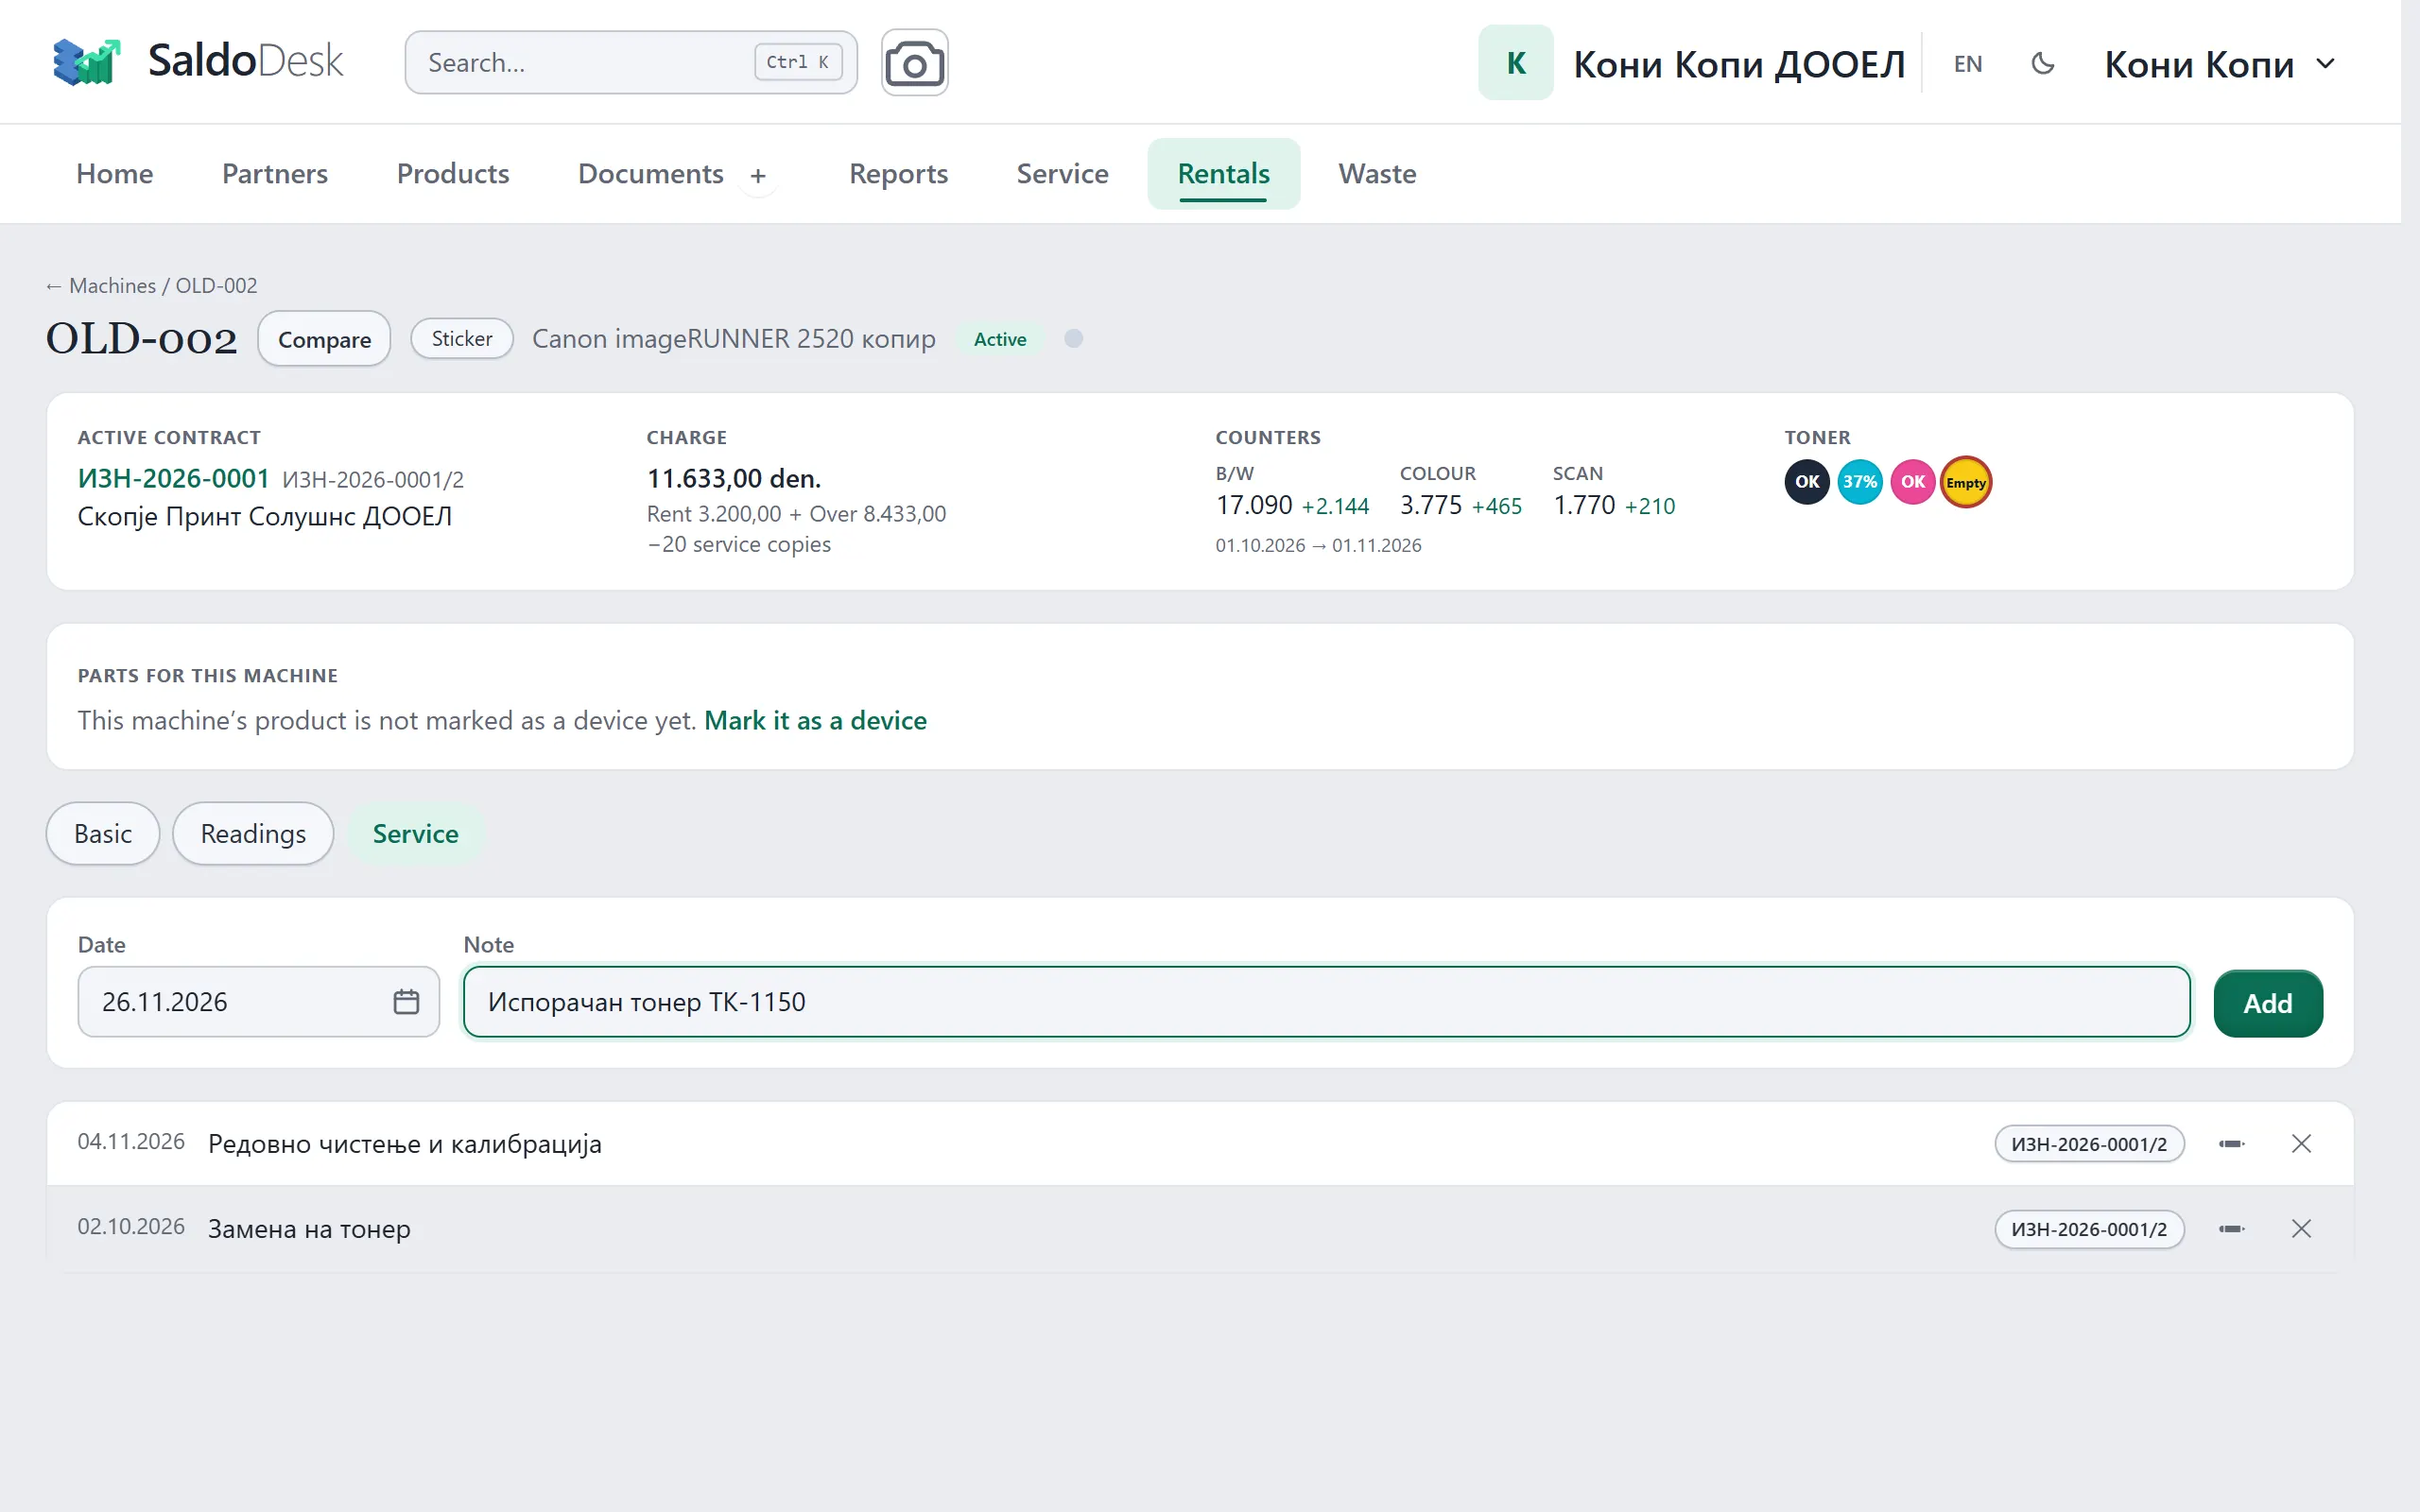 SaldoDesk
Search...
Ctrl K
K
Кони Копи ДООЕЛ
EN
Кони Копи
Home
Partners
Products
Documents
+
Reports
Service
Rentals
Waste
← Machines / OLD-002
OLD-002
Compare
Sticker
Canon imageRUNNER 2520 копир
Active
ACTIVE CONTRACT
ИЗН-2026-0001 ИЗН-2026-0001/2
Скопје Принт Солушнс ДООЕЛ
CHARGE
11.633,00 den.
Rent 3.200,00 + Over 8.433,00
−20 service copies
COUNTERS
B/W
17.090 +2.144
COLOUR
3.775 +465
SCAN
1.770 +210
01.10.2026 → 01.11.2026
TONER
OK
37%
OK
Empty
PARTS FOR THIS MACHINE
This machine’s product is not marked as a device yet. Mark it as a device
Basic
Readings
Service
Date
26.11.2026
Note
Испорачан тонер TK-1150
Add
04.11.2026 Редовно чистење и калибрација ИЗН-2026-0001/2
02.10.2026 Замена на тонер ИЗН-2026-0001/2